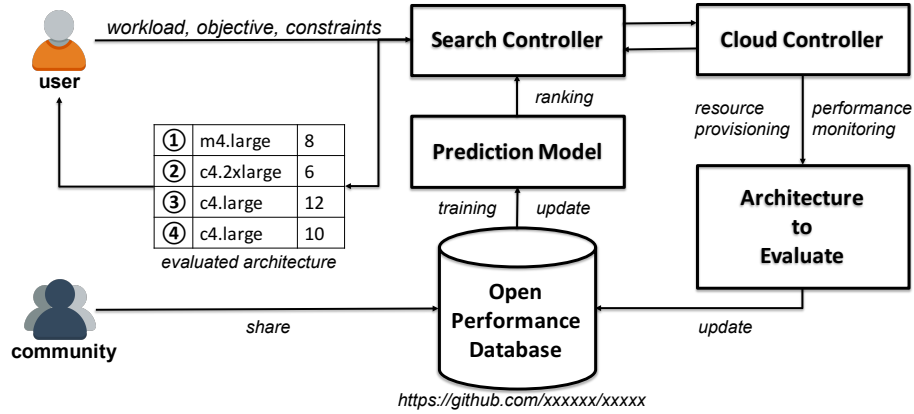 workload, objective, constraints
user
Search Controller
Cloud Controller
ranking
resource
provisioning
performance
monitoring
① m4.large 8
② c4.2xlarge 6
③ c4.large 12
④ c4.large 10
evaluated architecture
Prediction Model
training
update
Architecture
to
Evaluate
Open
Performance
Database
community
share
update
https://github.com/xxxxxx/xxxxx